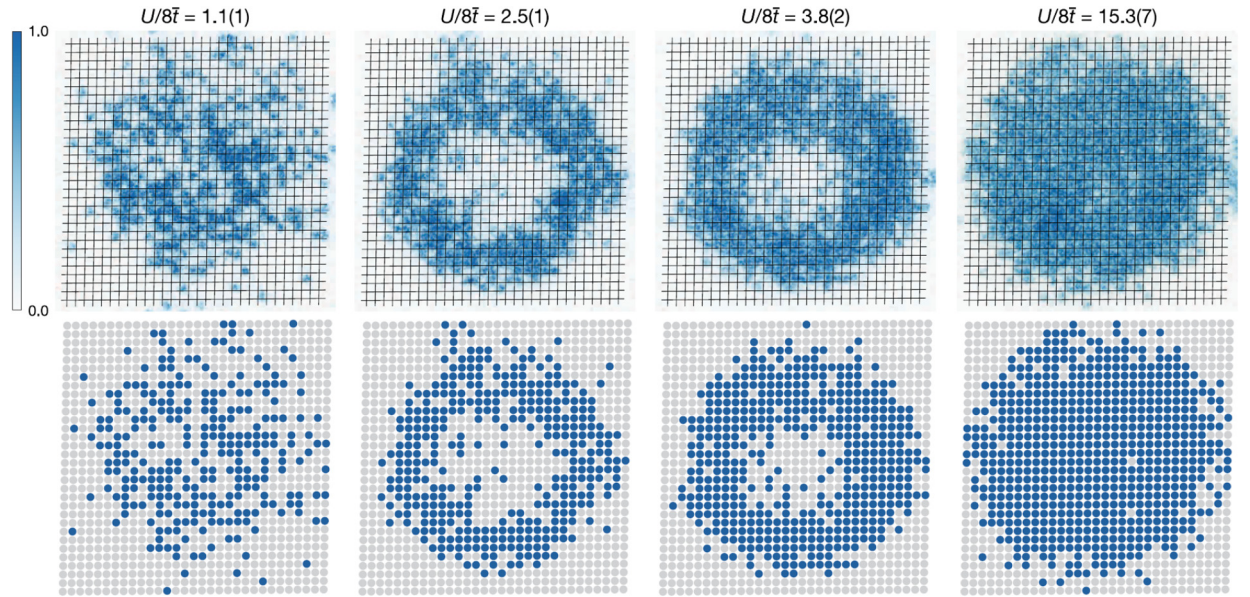 U/8t̄ = 1.1(1)
U/8t̄ = 2.5(1)
U/8t̄ = 3.8(2)
U/8t̄ = 15.3(7)
1.0
0.0